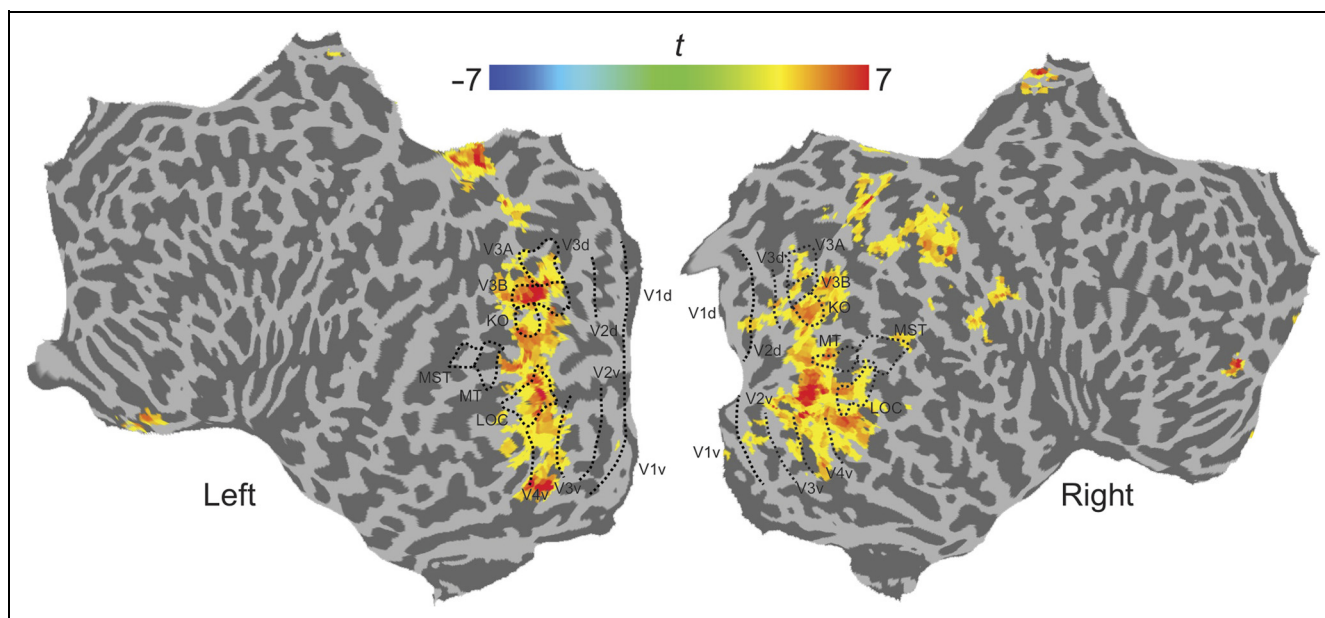 t
−7 7
V3A V3d
V3B
V1d
KO
V2d
MST
MT
V2v
LOC
V1v
V4v V3v
Left
V3d V3A
V3B
V1d
KO
MST
MT
V2d
V2v
LOC
V1v
V4v
V3v
Right